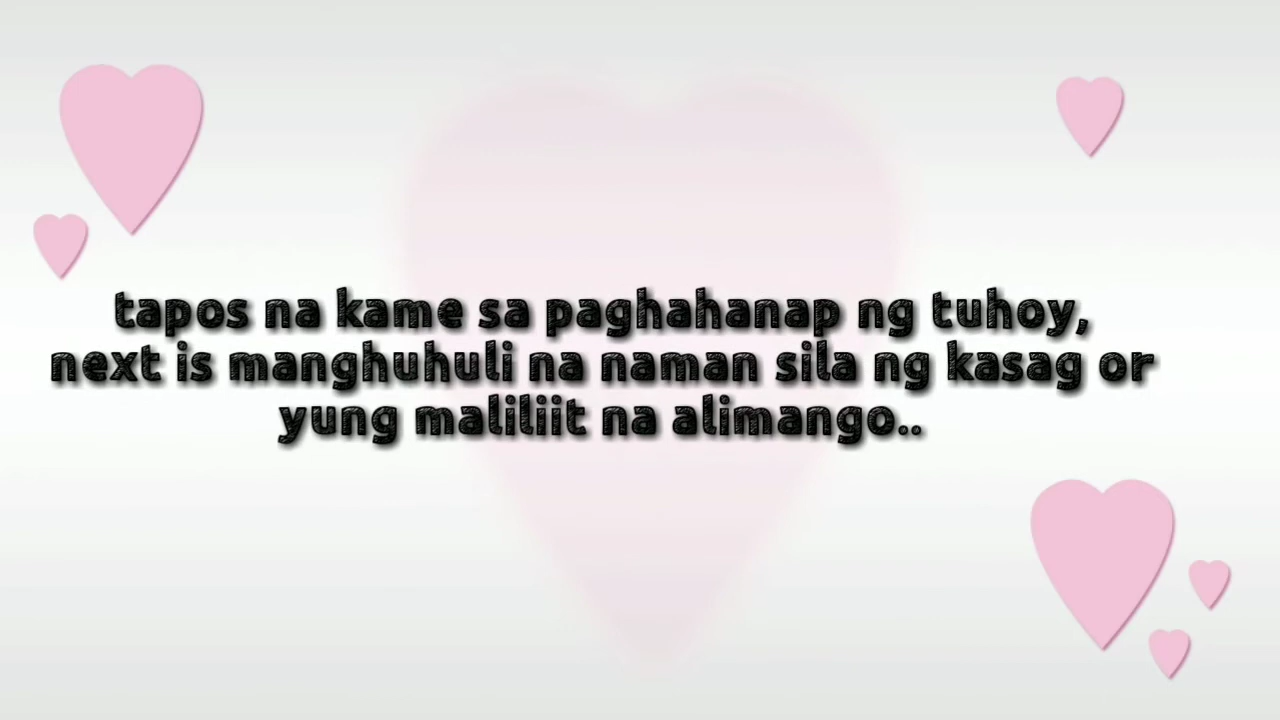 tapos na kame sa paghahanap ng tuhoy,
next is manghuhuli na naman sila ng kasag or
yung maliliit na alimango..